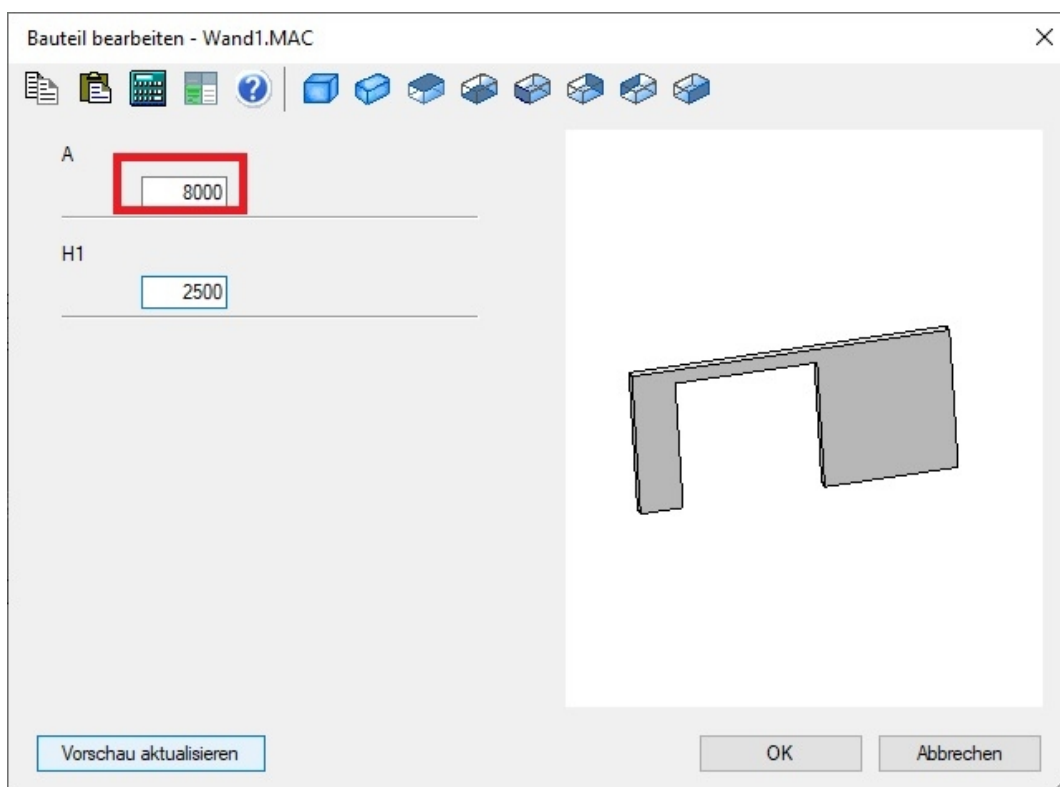 Bauteil bearbeiten - Wand1.MAC
A
8000
H1
2500
Vorschau aktualisieren
OK
Abbrechen